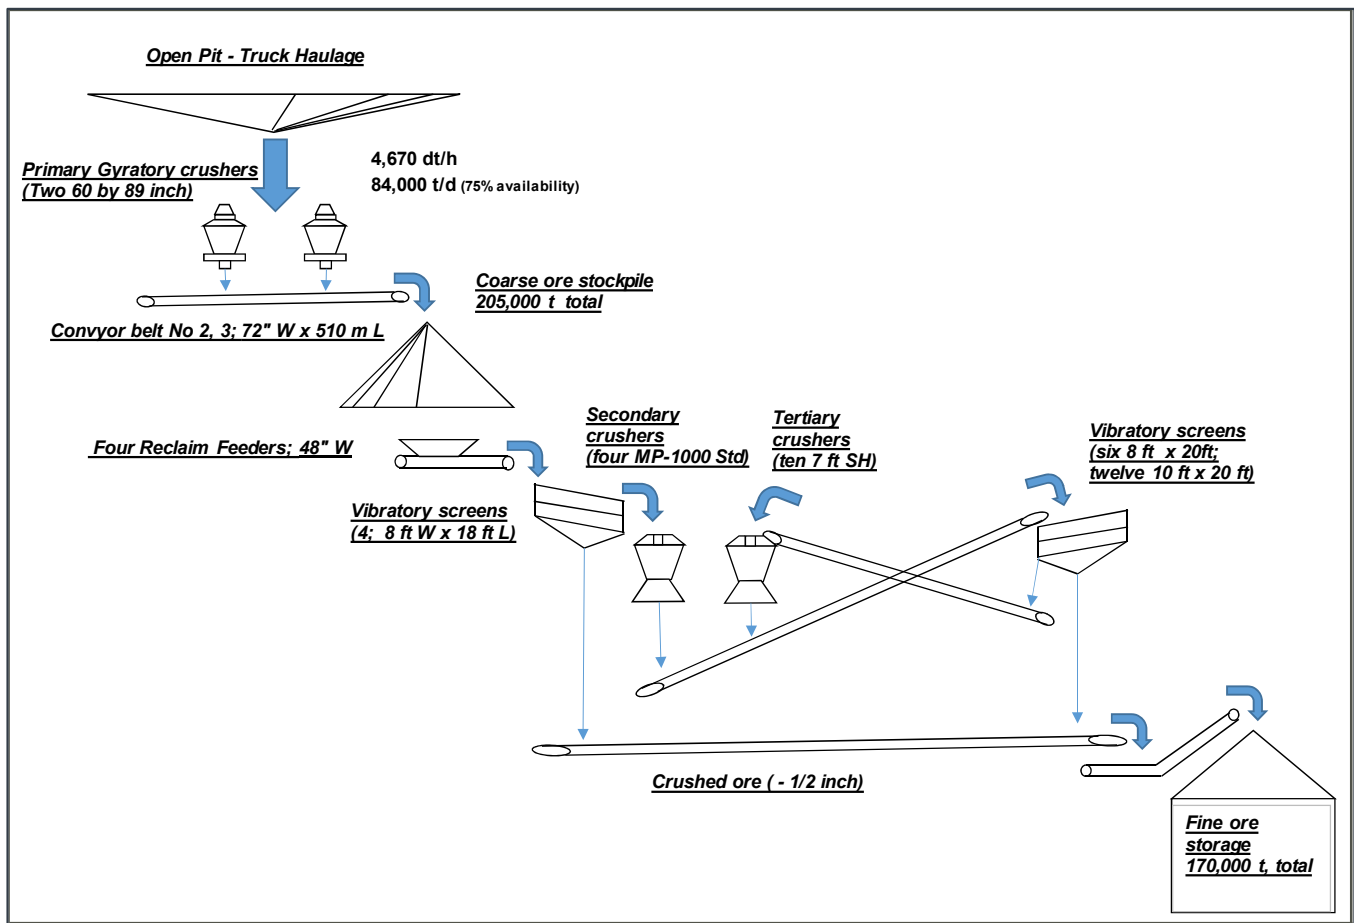 Open Pit - Truck Haulage
Primary Gyratory crushers
(Two 60 by 89 inch)
4,670 dt/h
84,000 t/d (75% availability)
Coarse ore stockpile
205,000 t total
Convyor belt No 2, 3; 72" W x 510 m L
Four Reclaim Feeders; 48" W
Vibratory screens
(4; 8 ft W x 18 ft L)
Secondary
crushers
(four MP-1000 Std)
Tertiary
crushers
(ten 7 ft SH)
Vibratory screens
(six 8 ft x 20ft;
twelve 10 ft x 20 ft)
Crushed ore ( - 1/2 inch)
Fine ore
storage
170,000 t, total